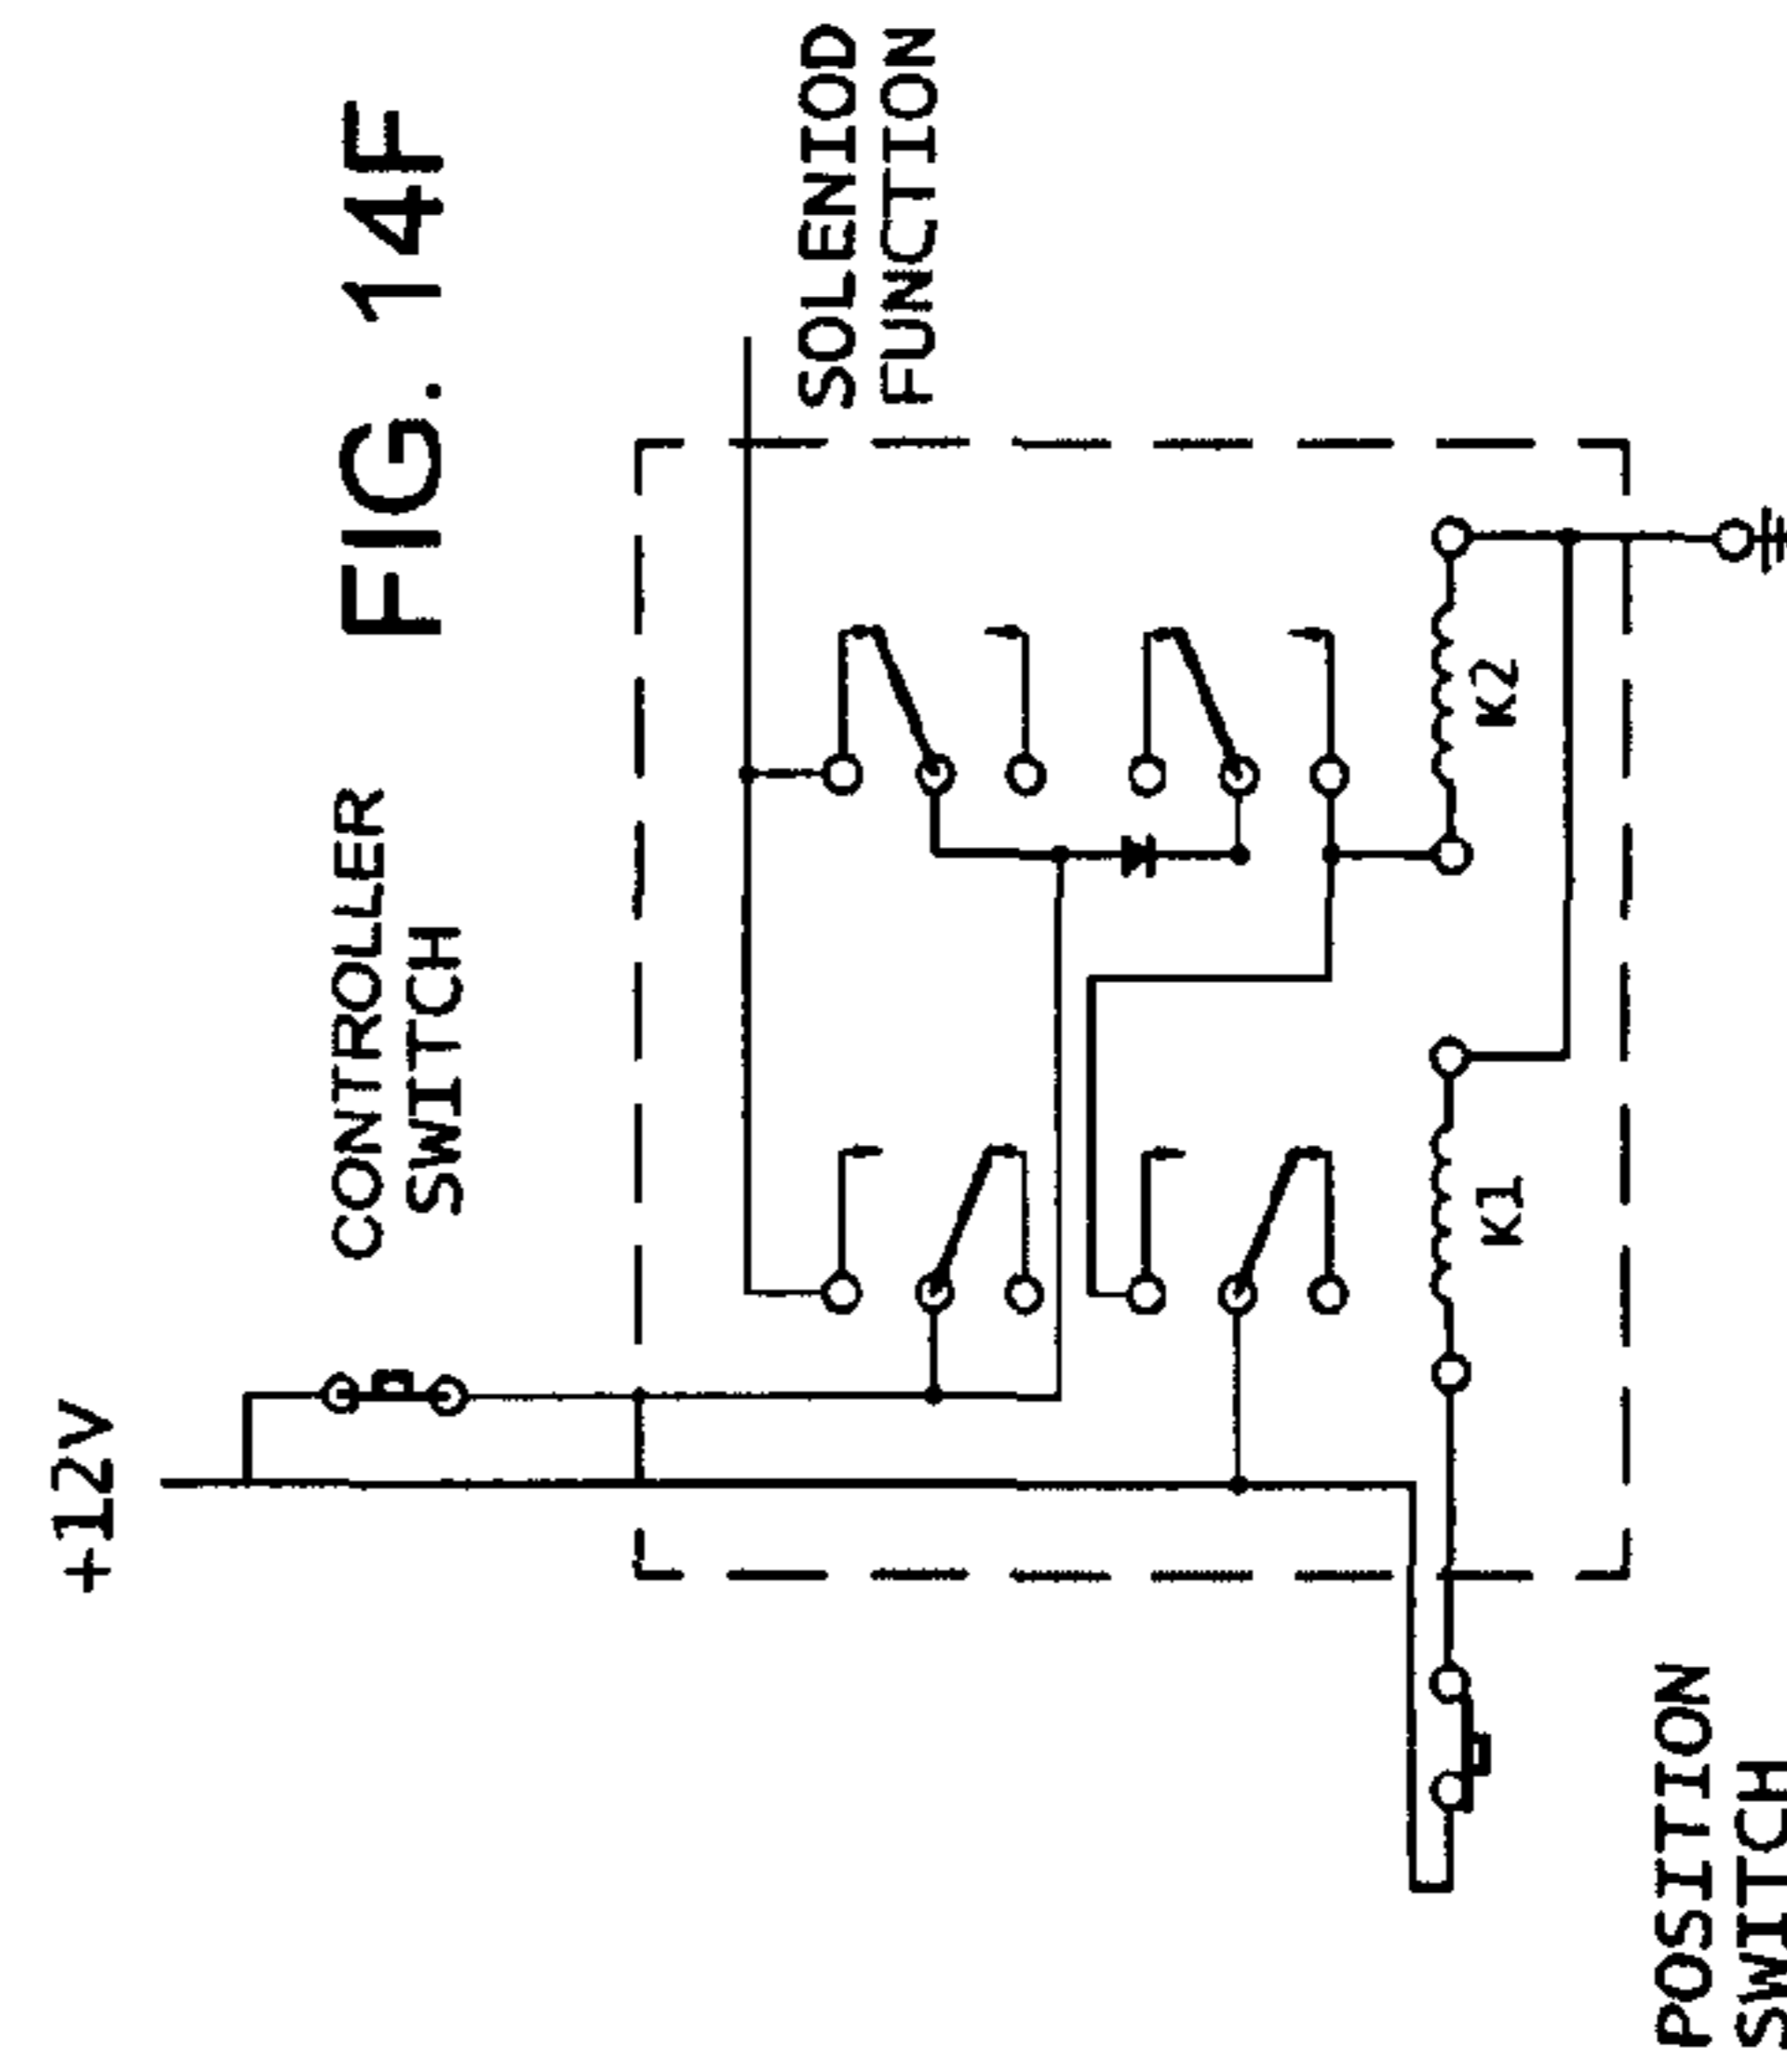 FIG. 14F
+12V
CONTROLLER
SWITCH
SOLENIOD
FUNCTION
K1
K2
POSITION
SWITCH